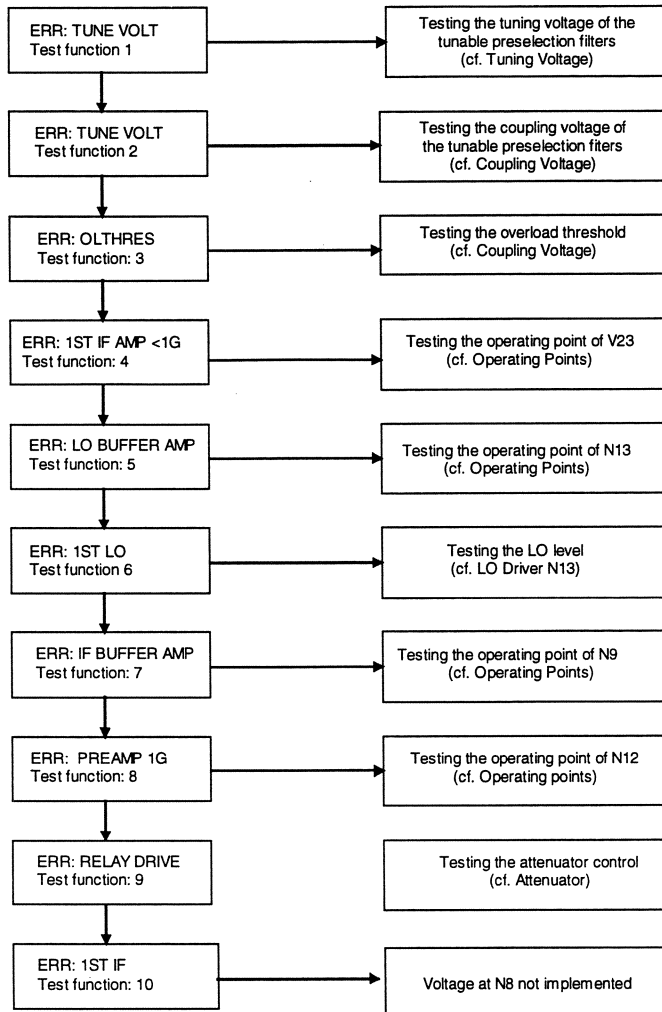 ERR: TUNE VOLT
Test function 1
Testing the tuning voltage of the
tunable preselection filters
(cf. Tuning Voltage)
ERR: TUNE VOLT
Test function 2
Testing the coupling voltage of
the tunable preselection fiters
(cf. Coupling Voltage)
ERR: OLTHRES
Test function: 3
Testing the overload threshold
(cf. Coupling Voltage)
ERR: 1ST IF AMP <1G
Test function: 4
Testing the operating point of V23
(cf. Operating Points)
ERR: LO BUFFER AMP
Test function: 5
Testing the operating point of N13
(cf. Operating Points)
ERR: 1ST LO
Test function 6
Testing the LO level
(cf. LO Driver N13)
ERR: IF BUFFER AMP
Test function: 7
Testing the operating point of N9
(cf. Operating Points)
ERR: PREAMP 1G
Test function: 8
Testing the operating point of N12
(cf. Operating points)
ERR: RELAY DRIVE
Test function: 9
Testing the attenuator control
(cf. Attenuator)
ERR: 1ST IF
Test function: 10
Voltage at N8 not implemented